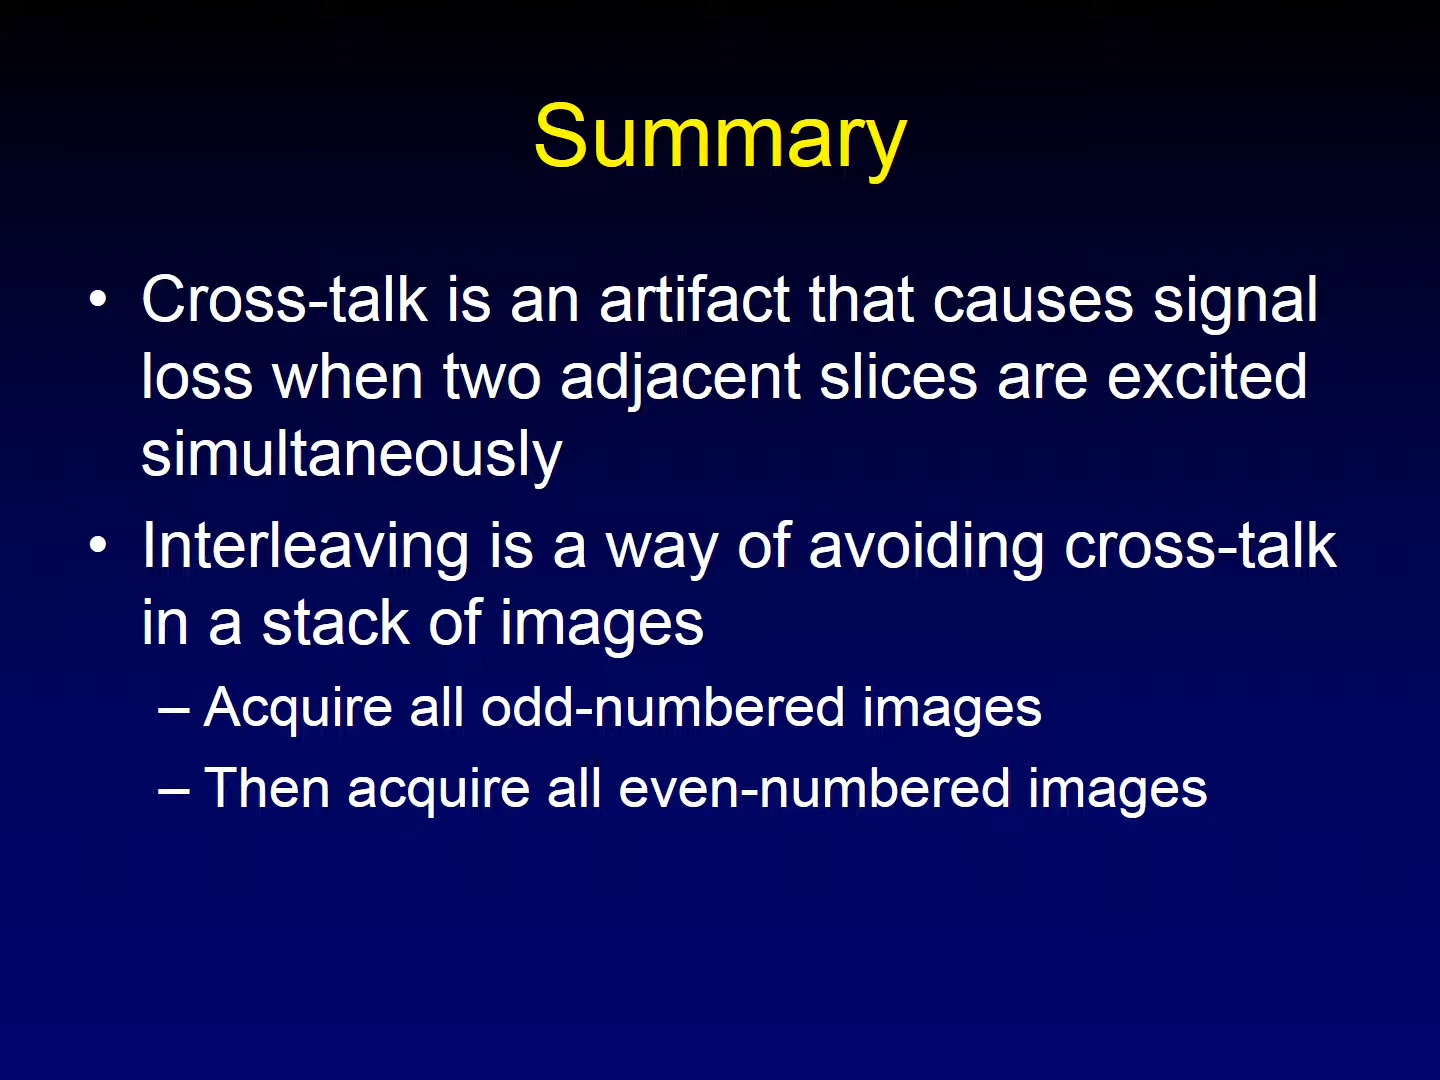 Summary
• Cross-talk is an artifact that causes signal
loss when two adjacent slices are excited
simultaneously
• Interleaving is a way of avoiding cross-talk
in a stack of images
– Acquire all odd-numbered images
– Then acquire all even-numbered images